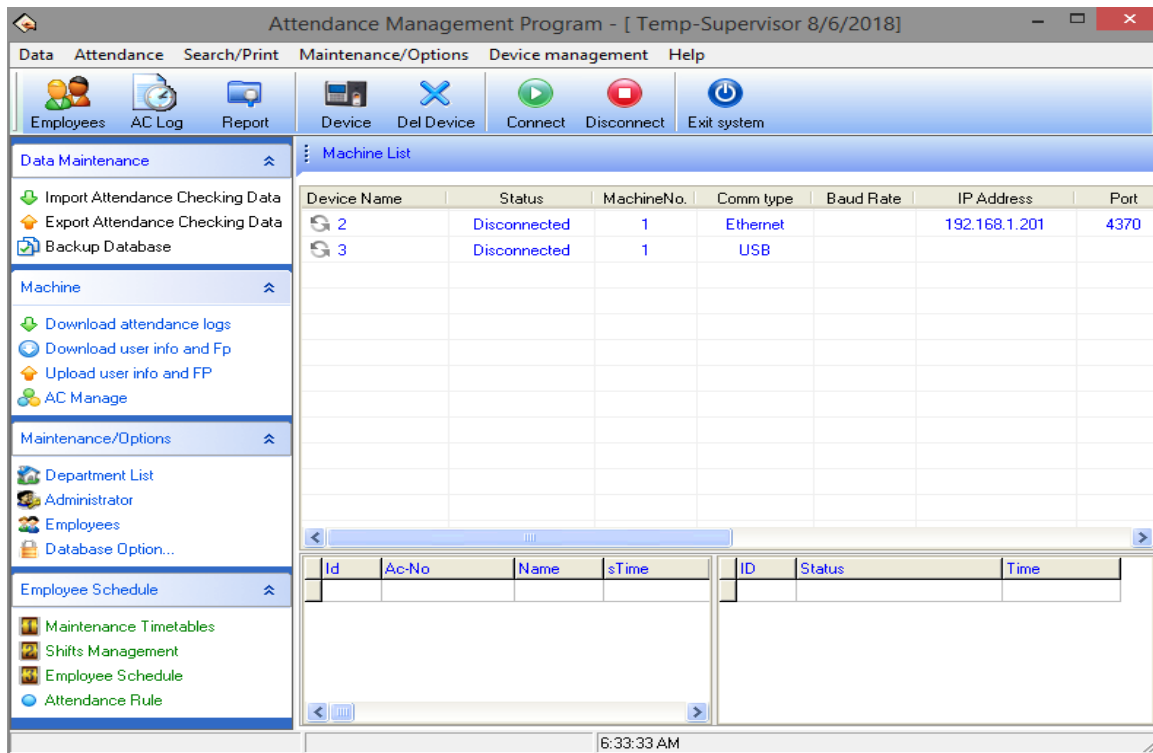 Attendance Management Program - [ Temp-Supervisor 8/6/2018]
Data Attendance Search/Print Maintenance/Options Device management Help
Employees AC Log Report Device Del Device Connect Disconnect Exit system
Data Maintenance
Import Attendance Checking Data
Export Attendance Checking Data
Backup Database
Machine
Download attendance logs
Download user info and Fp
Upload user info and FP
AC Manage
Maintenance/Options
Department List
Administrator
Employees
Database Option...
Employee Schedule
1 Maintenance Timetables
2 Shifts Management
3 Employee Schedule
Attendance Rule
Machine List
Device Name Status MachineNo. Comm type Baud Rate IP Address Port
2 Disconnected 1 Ethernet 192.168.1.201 4370
3 Disconnected 1 USB
Id Ac-No Name sTime
ID Status Time
6:33:33 AM